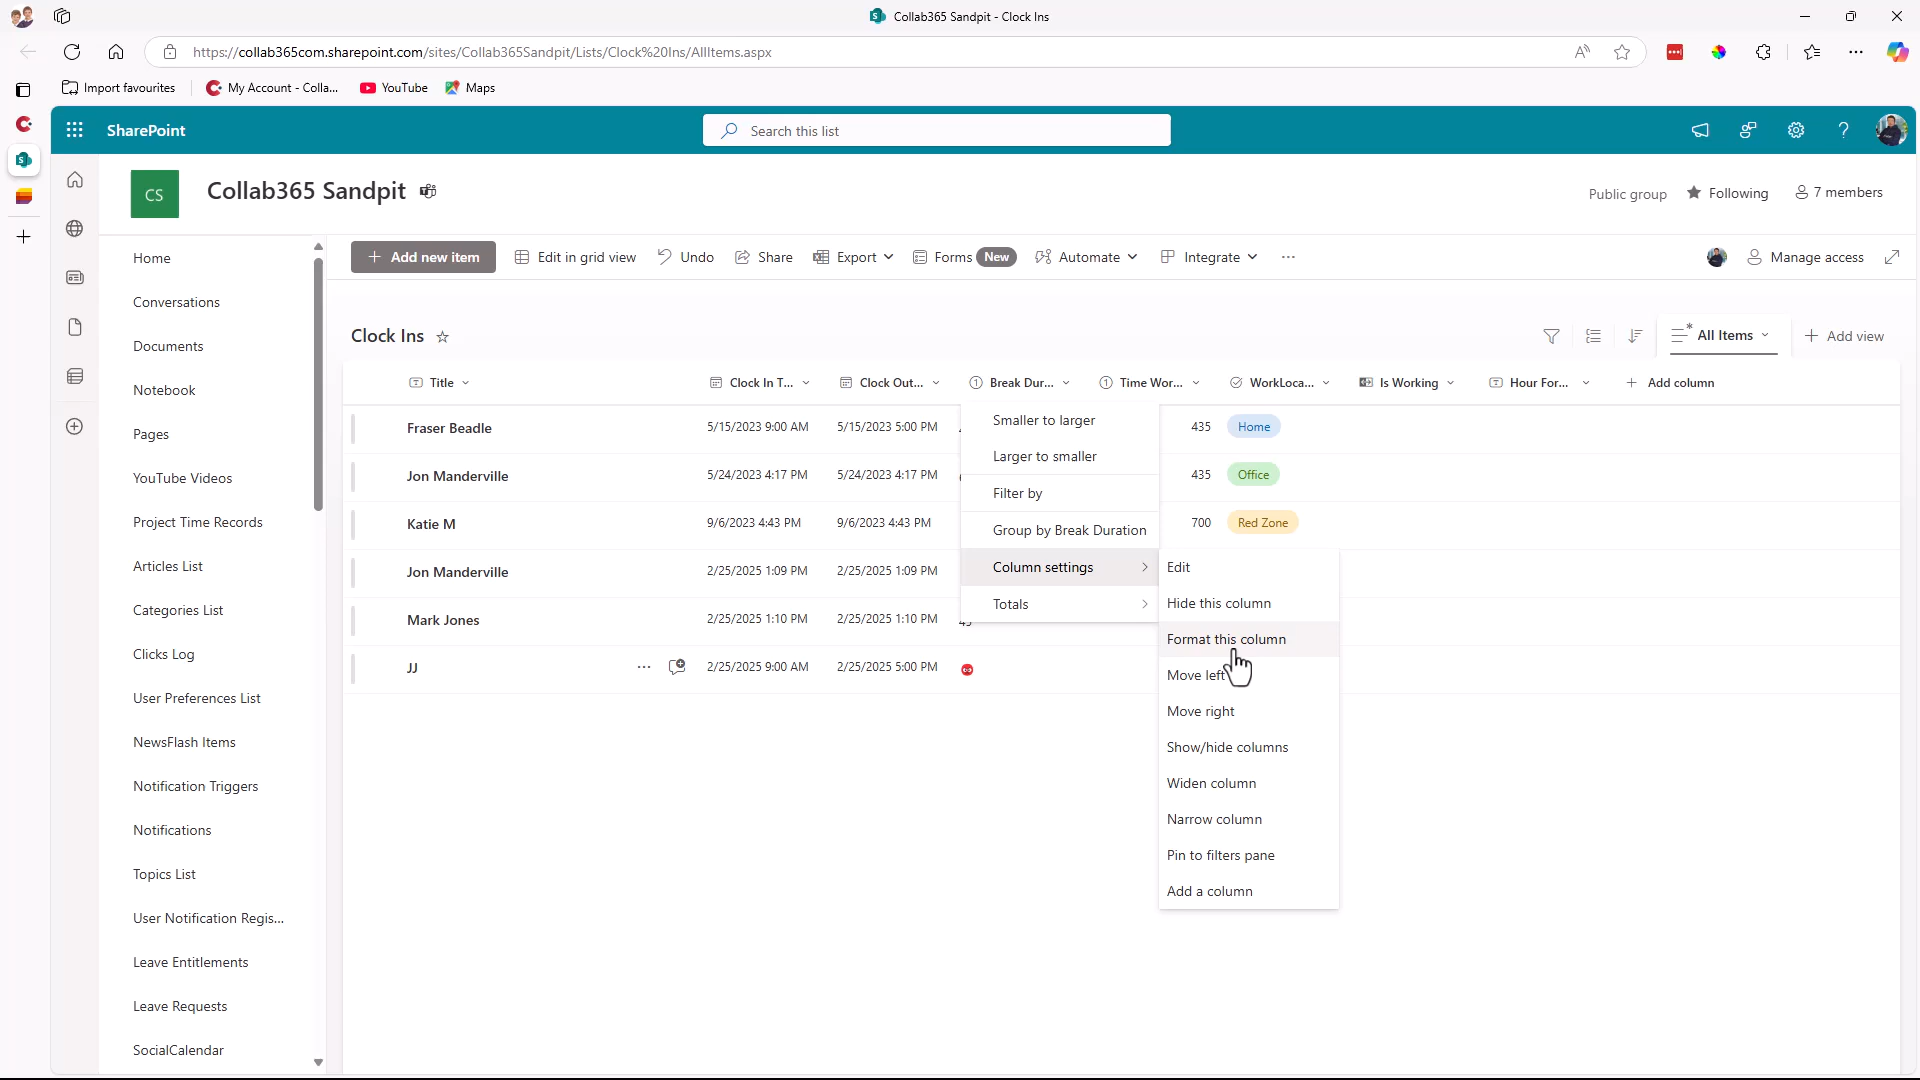 Collab365 Sandpit - Clock Ins
https://collab365com.sharepoint.com/sites/Collab365Sandpit/Lists/Clock%20Ins/AllItems.aspx
Import favourites
My Account - Colla...
YouTube
Maps
SharePoint
Search this list
CS
Collab365 Sandpit
Public group
Following
7 members
Home
Conversations
Documents
Notebook
Pages
YouTube Videos
Project Time Records
Articles List
Categories List
Clicks Log
User Preferences List
NewsFlash Items
Notification Triggers
Notifications
Topics List
User Notification Regis...
Leave Entitlements
Leave Requests
SocialCalendar
+ Add new item
Edit in grid view
Undo
Share
Export
Forms New
Automate
Integrate
...
Manage access
Clock Ins
All Items
+ Add view
Title
Clock In T...
Clock Out...
Break Dur...
Time Wor...
WorkLoca...
Is Working
Hour For...
+ Add column
Fraser Beadle 5/15/2023 9:00 AM 5/15/2023 5:00 PM 435 Home
Jon Manderville 5/24/2023 4:17 PM 5/24/2023 4:17 PM 435 Office
Katie M 9/6/2023 4:43 PM 9/6/2023 4:43 PM 700 Red Zone
Jon Manderville 2/25/2025 1:09 PM 2/25/2025 1:09 PM
Mark Jones 2/25/2025 1:10 PM 2/25/2025 1:10 PM
JJ ... 2/25/2025 9:00 AM 2/25/2025 5:00 PM
Smaller to larger
Larger to smaller
Filter by
Group by Break Duration
Column settings
Totals
Edit
Hide this column
Format this column
Move left
Move right
Show/hide columns
Widen column
Narrow column
Pin to filters pane
Add a column